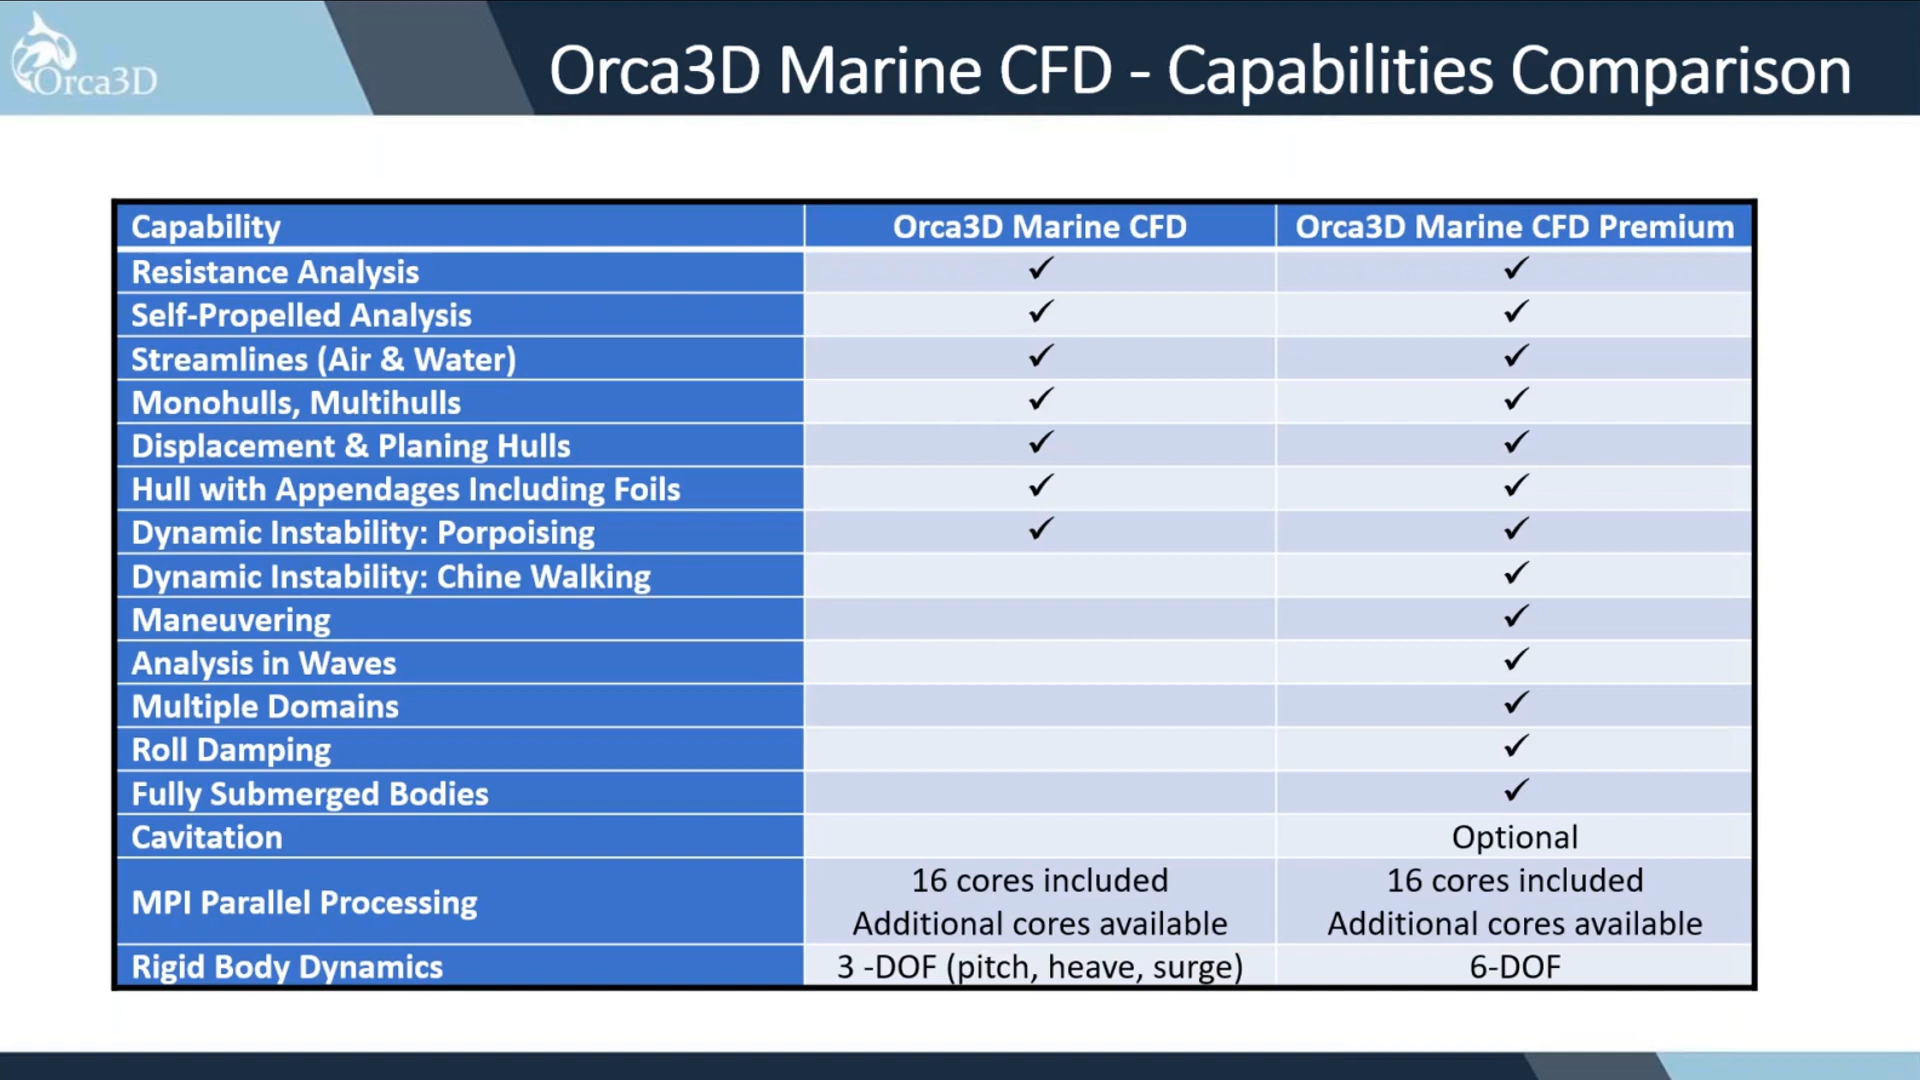 Orca3D
Orca3D Marine CFD - Capabilities Comparison
Capability Orca3D Marine CFD Orca3D Marine CFD Premium
Resistance Analysis ✓ ✓
Self-Propelled Analysis ✓ ✓
Streamlines (Air & Water) ✓ ✓
Monohulls, Multihulls ✓ ✓
Displacement & Planing Hulls ✓ ✓
Hull with Appendages Including Foils ✓ ✓
Dynamic Instability: Porpoising ✓ ✓
Dynamic Instability: Chine Walking ✓
Maneuvering ✓
Analysis in Waves ✓
Multiple Domains ✓
Roll Damping ✓
Fully Submerged Bodies ✓
Cavitation Optional
MPI Parallel Processing
16 cores included 16 cores included
Additional cores available Additional cores available
Rigid Body Dynamics 3 -DOF (pitch, heave, surge) 6-DOF